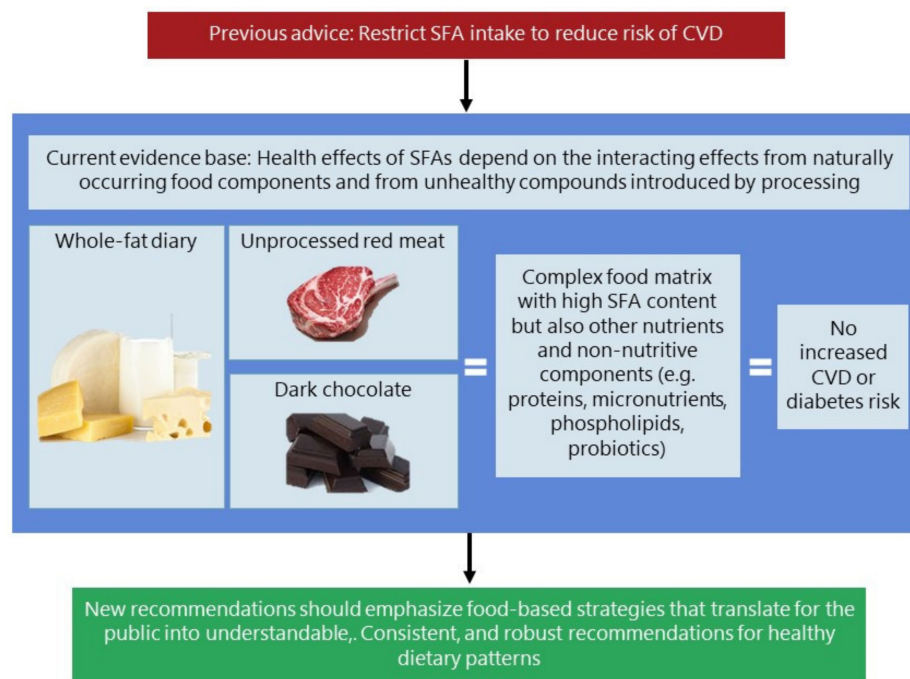 Previous advice: Restrict SFA intake to reduce risk of CVD
Current evidence base: Health effects of SFAs depend on the interacting effects from naturally
occurring food components and from unhealthy compounds introduced by processing
Whole-fat diary
Unprocessed red meat
Dark chocolate
Complex food matrix
with high SFA content
but also other nutrients
and non-nutritive
components (e.g.
proteins, micronutrients,
phospholipids,
probiotics)
No
increased
CVD or
diabetes risk
New recommendations should emphasize food-based strategies that translate for the
public into understandable,. Consistent, and robust recommendations for healthy
dietary patterns